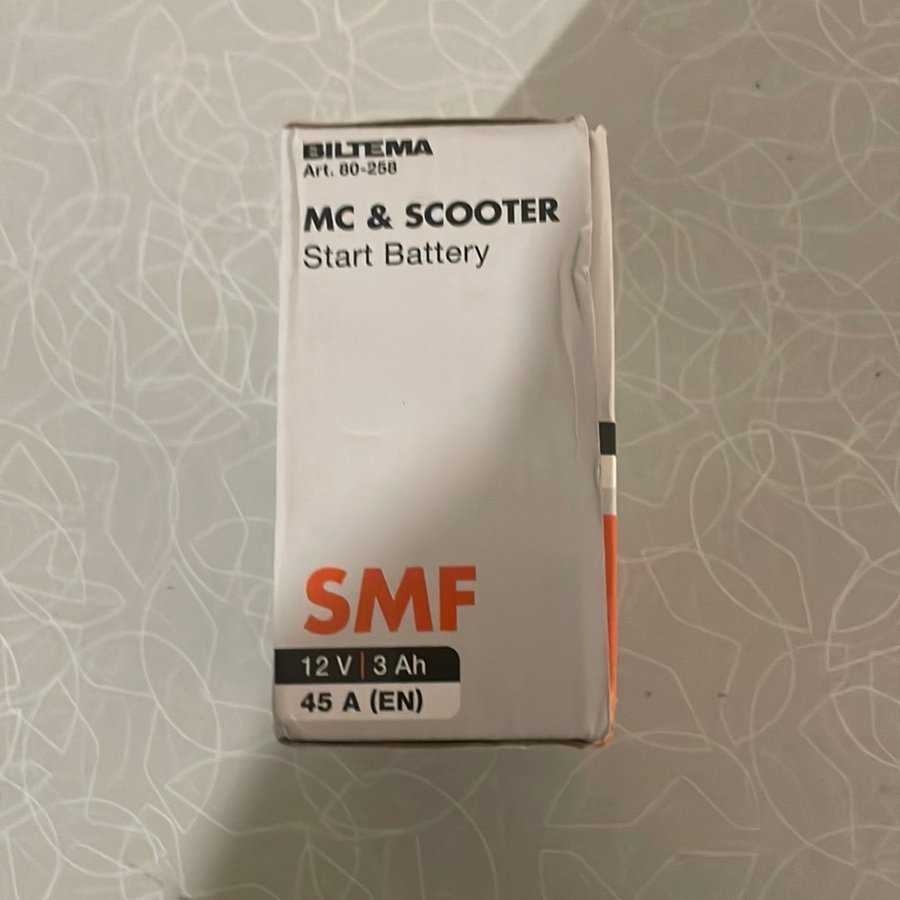 BILTEMA
Art. 80-258
MC & SCOOTER
Start Battery
SMF
12 V | 3 Ah
45 A (EN)